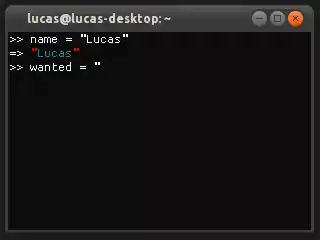 lucas@lucas-desktop: ~
>> name = "Lucas"
=> "Lucas"
>> wanted = "